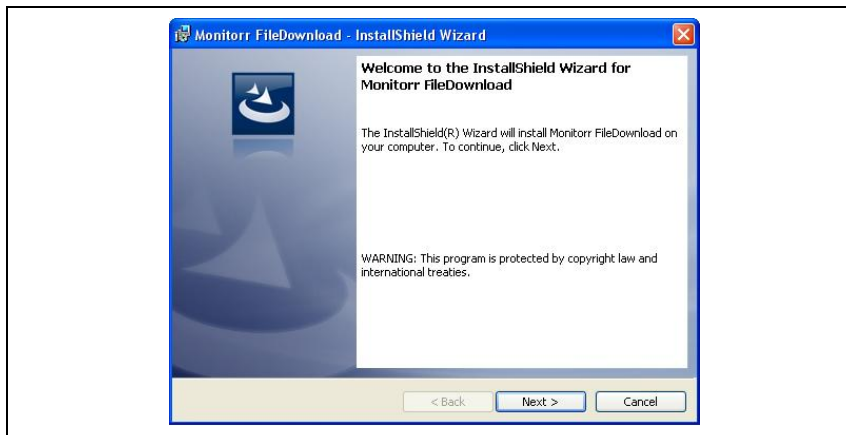 Monitorr FileDownload - InstallShield Wizard
Welcome to the InstallShield Wizard for
Monitorr FileDownload
The InstallShield(R) Wizard will install Monitorr FileDownload on
your computer. To continue, click Next.
WARNING: This program is protected by copyright law and
international treaties.
< Back Next > Cancel